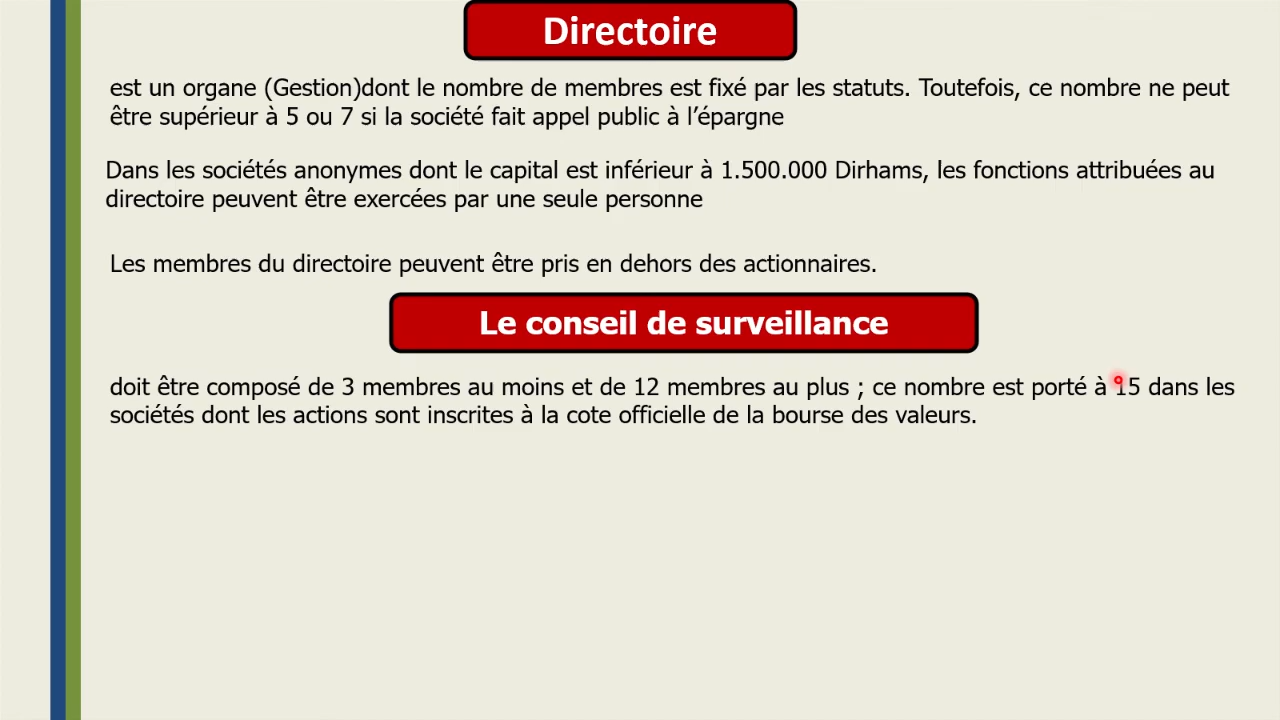 Directoire
est un organe (Gestion)dont le nombre de membres est fixé par les statuts. Toutefois, ce nombre ne peut
être supérieur à 5 ou 7 si la société fait appel public à l’épargne
Dans les sociétés anonymes dont le capital est inférieur à 1.500.000 Dirhams, les fonctions attribuées au
directoire peuvent être exercées par une seule personne
Les membres du directoire peuvent être pris en dehors des actionnaires.
Le conseil de surveillance
doit être composé de 3 membres au moins et de 12 membres au plus ; ce nombre est porté à 15 dans les
sociétés dont les actions sont inscrites à la cote officielle de la bourse des valeurs.